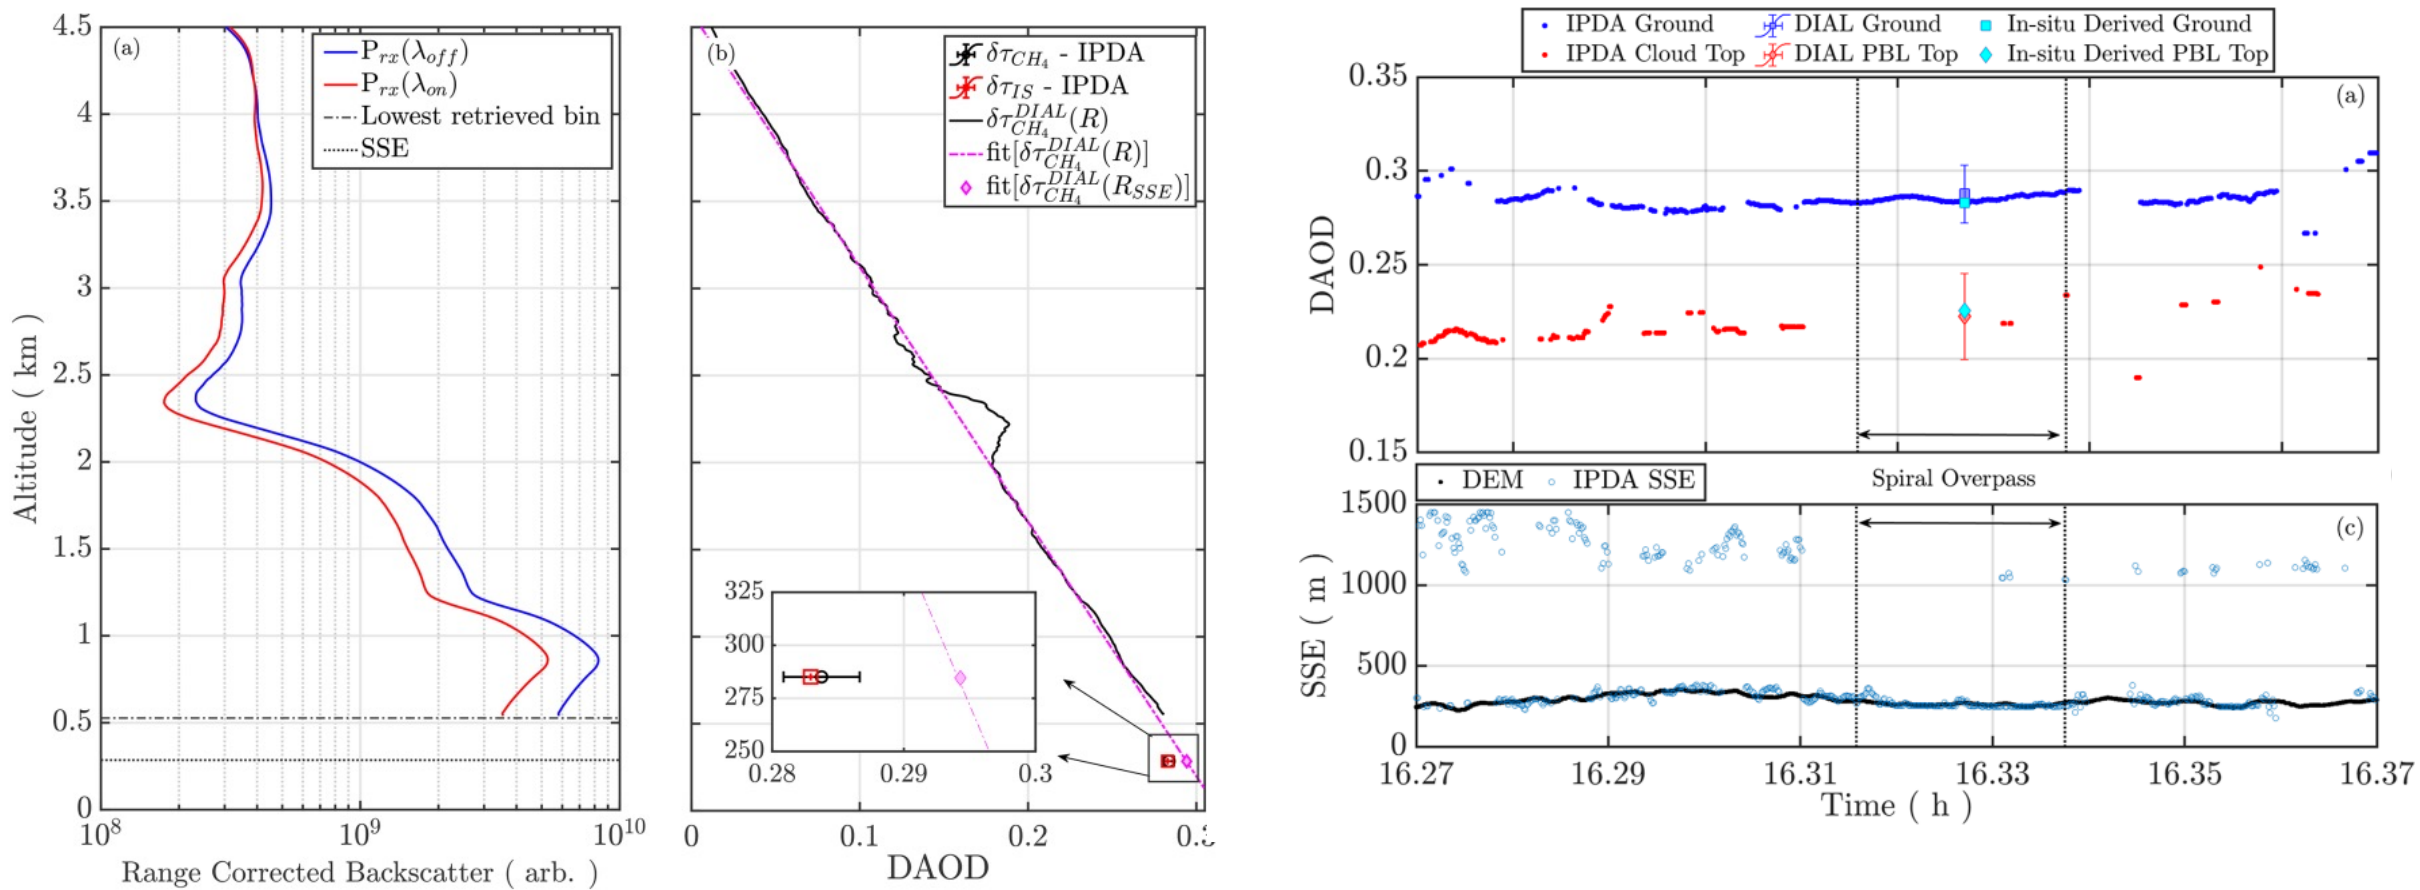 4.5
4
3.5
3
2.5
2
1.5
1
0.5
0
Altitude ( km )
(a)
P_rx(λ_off)
P_rx(λ_on)
Lowest retrieved bin
SSE
10^8
10^9
10^10
Range Corrected Backscatter ( arb. )
(b)
δτ_CH₄ - IPDA
δτ_IS - IPDA
δτ_CH₄^DIAL(R)
fit[δτ_CH₄^DIAL(R)]
fit[δτ_CH₄^DIAL(R_SSE)]
325
300
275
250
0.28
0.29
0.3
0
0.1
0.2
DAOD
IPDA Ground
DIAL Ground
In-situ Derived Ground
IPDA Cloud Top
DIAL PBL Top
In-situ Derived PBL Top
0.35
0.3
0.25
0.2
0.15
DAOD
(a)
DEM
IPDA SSE
Spiral Overpass
1500
1000
500
0
SSE ( m )
(c)
16.27
16.29
16.31
16.33
16.35
16.37
Time ( h )